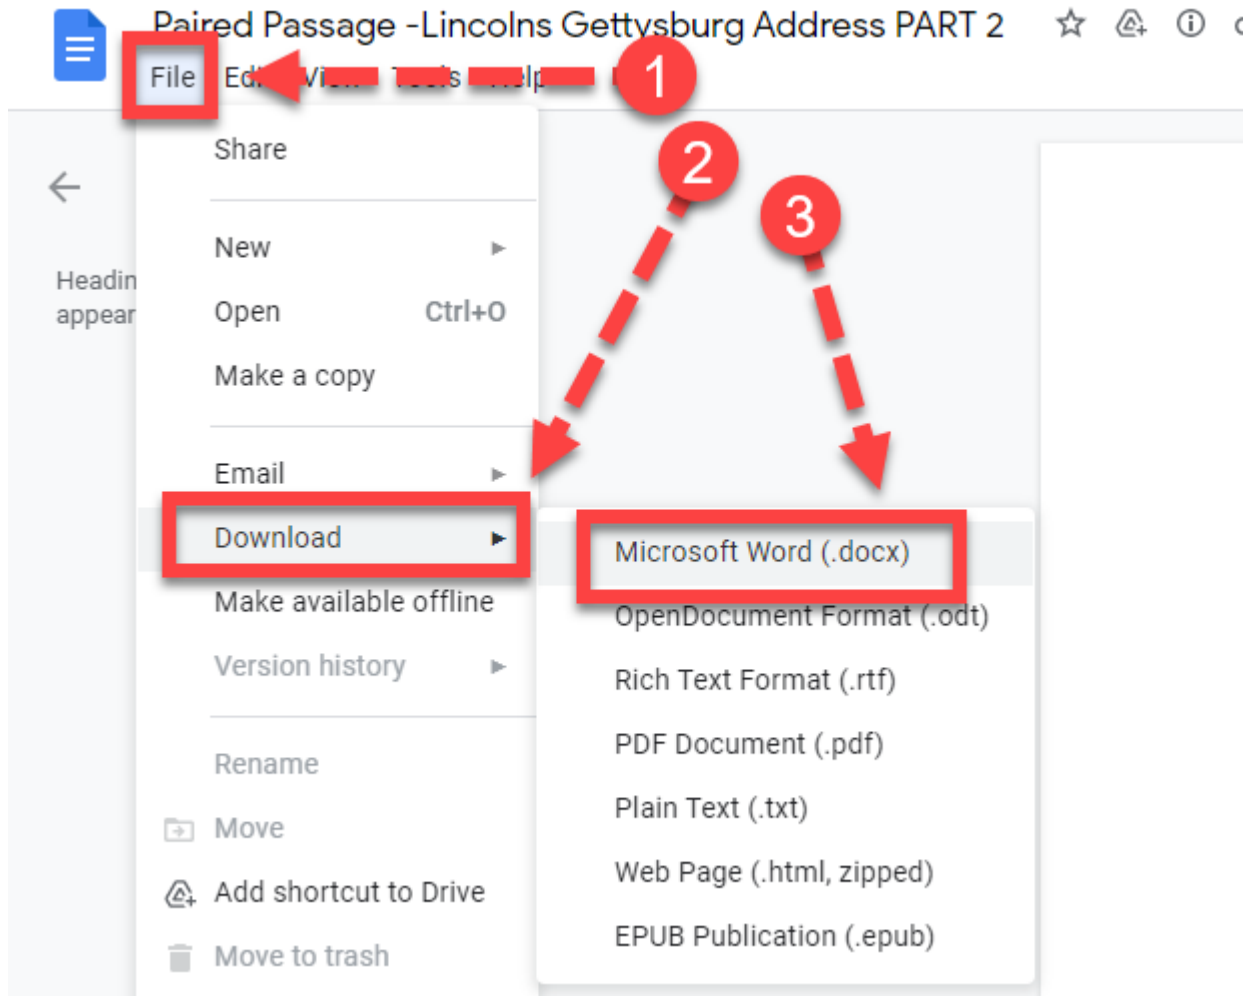 Paired Passage -Lincolns Gettysburg Address PART 2
File
1
Share
2
3
New
Headin
appear
Open Ctrl+O
Make a copy
Email
Download
Microsoft Word (.docx)
Make available offline
OpenDocument Format (.odt)
Version history
Rich Text Format (.rtf)
PDF Document (.pdf)
Rename
Plain Text (.txt)
Move
Web Page (.html, zipped)
Add shortcut to Drive
EPUB Publication (.epub)
Move to trash